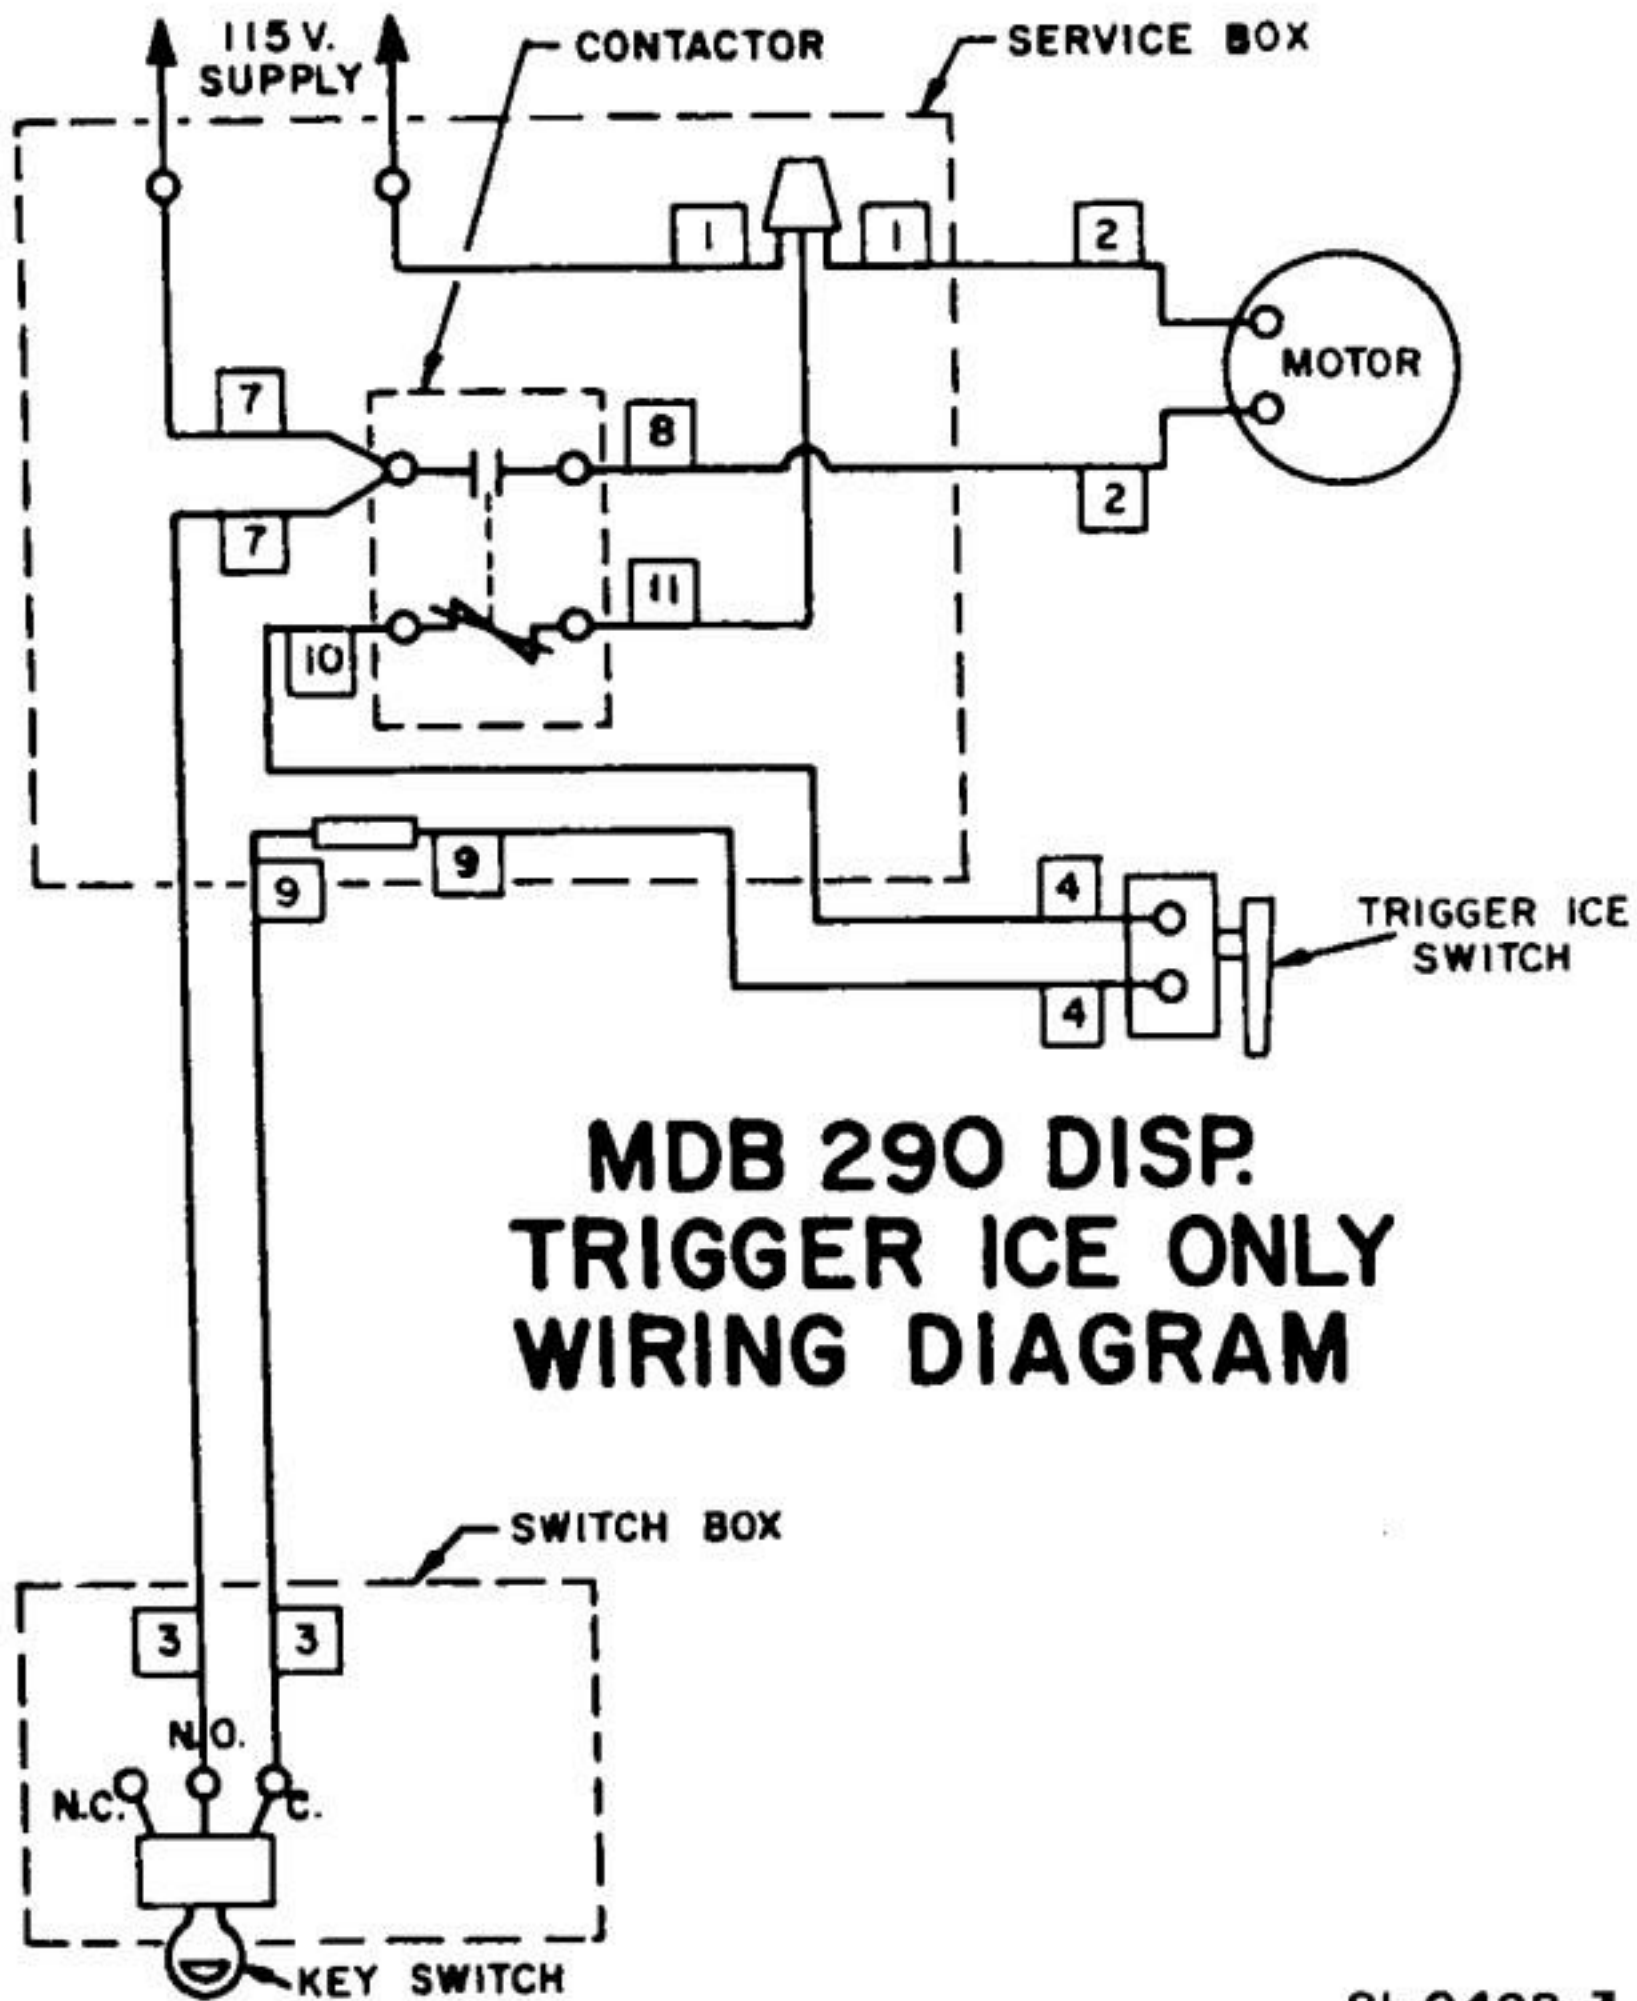 115 V.
SUPPLY
CONTACTOR
SERVICE BOX
1
1
2
MOTOR
7
8
2
7
11
10
9
9
4
TRIGGER ICE
SWITCH
4
MDB 290 DISP.
TRIGGER ICE ONLY
WIRING DIAGRAM
SWITCH BOX
3
3
N.O.
N.C.
C.
KEY SWITCH